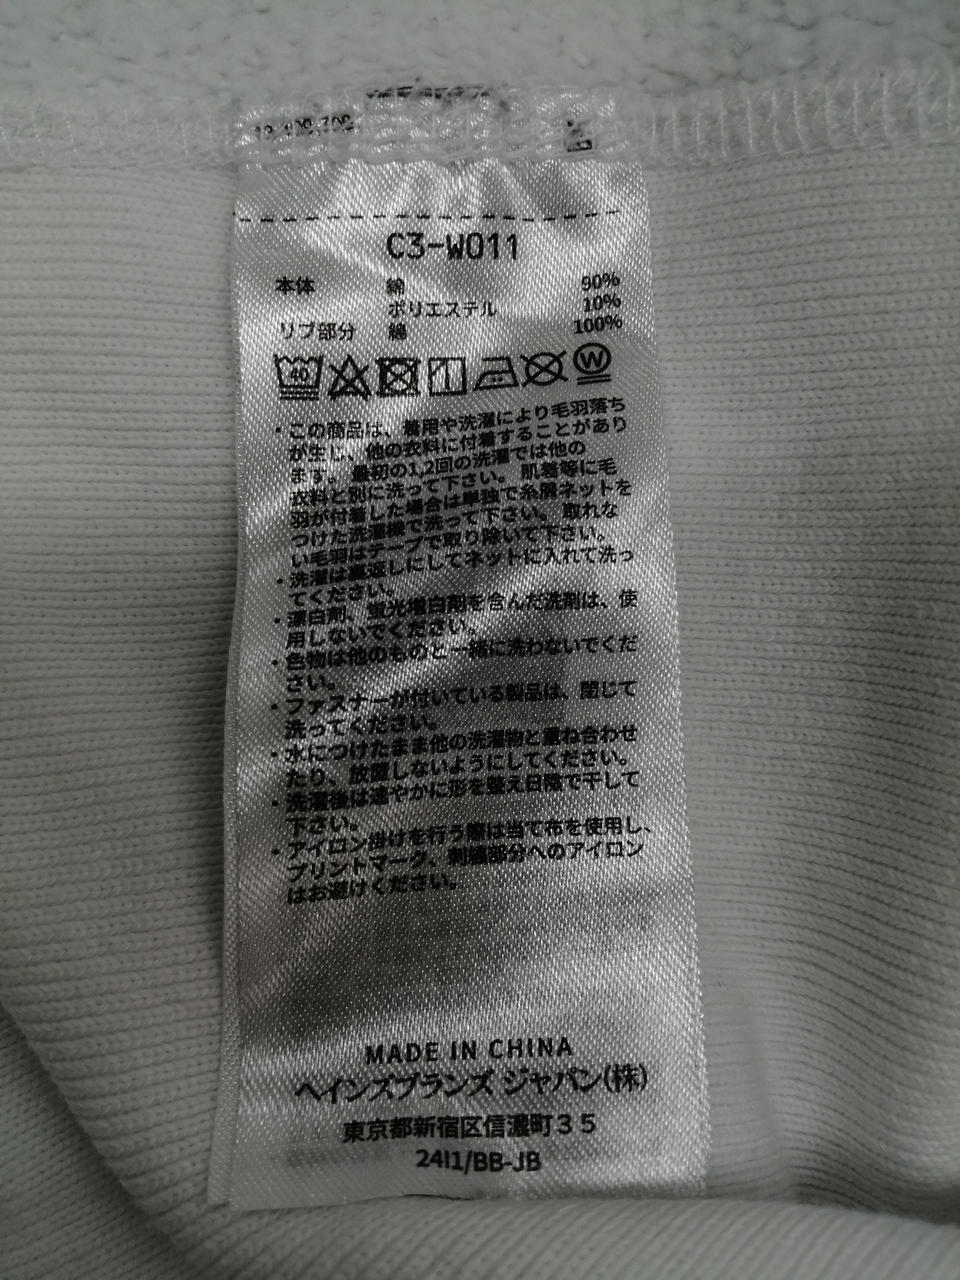 C3-W011
本体 綿 90%
ポリエステル 10%
リブ部分 綿 100%
40 W
・この商品は、着用や洗濯により毛羽落ち
が生じ、他の衣料に付着することがあり
ます。最初の1,2回の洗濯では他の
衣料と別に洗って下さい。肌着等に毛
羽が付着した場合は単独で糸屑ネットを
つけた洗濯機で洗って下さい。取れな
い毛羽はテープで取り除いて下さい。
・洗濯は裏返しにしてネットに入れて洗っ
てください。
・漂白剤、蛍光増白剤を含んだ洗剤は、使
用しないでください。
・色物は他のものと一緒に洗わないでくだ
さい。
・ファスナーが付いている製品は、閉じて
洗ってください。
・水につけたまま他の洗濯物と重ね合わせ
たり、放置しないようにしてください。
・洗濯後は速やかに形を整え日陰で干して
下さい。
・アイロン掛けを行う際は当て布を使用し、
プリントマーク、刺繍部分へのアイロン
はお避けください。
MADE IN CHINA
ヘインズブランズ ジャパン(株)
東京都新宿区信濃町35
24I1/BB-JB